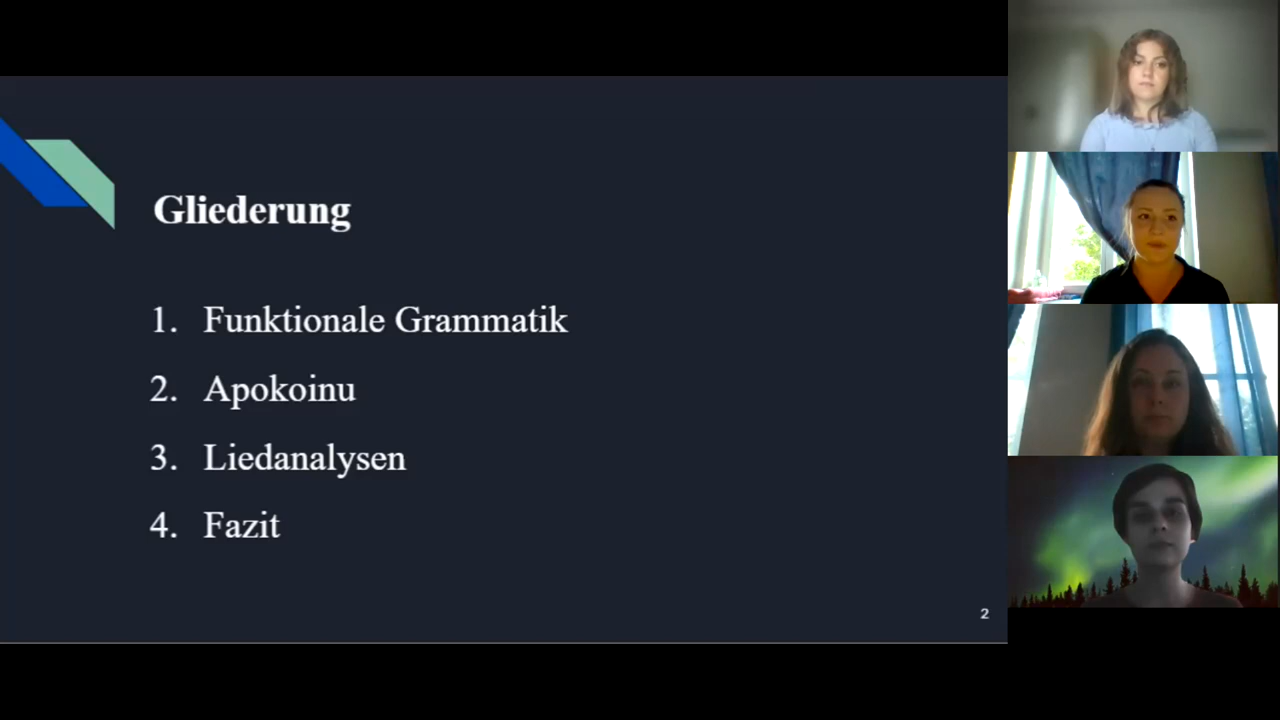 Gliederung
1. Funktionale Grammatik
2. Apokoinu
3. Liedanalysen
4. Fazit
2